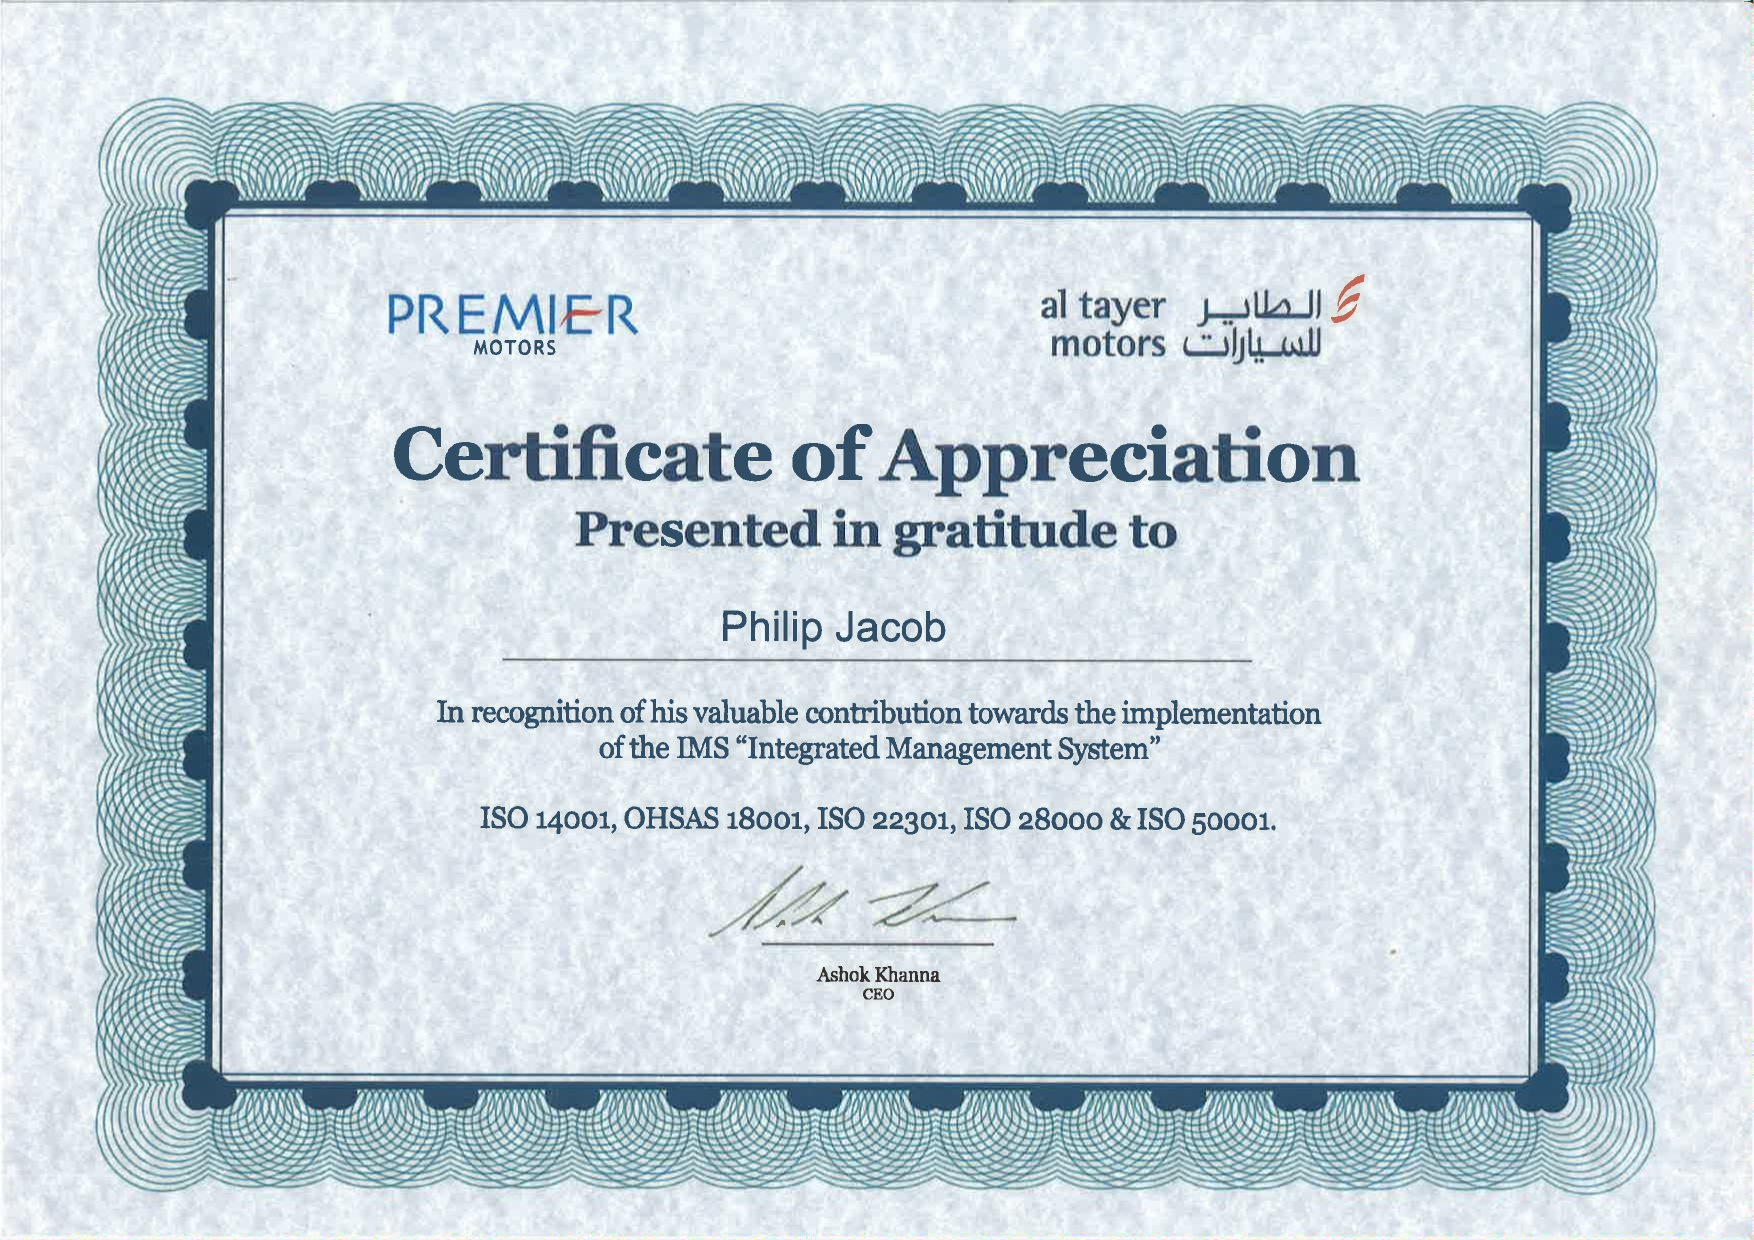 PREMIER
MOTORS
al tayer الطاير
motors للسيارات
Certificate of Appreciation
Presented in gratitude to
Philip Jacob
In recognition of his valuable contribution towards the implementation
of the IMS “Integrated Management System”
ISO 14001, OHSAS 18001, ISO 22301, ISO 28000 & ISO 50001.
Ashok Khanna
CEO